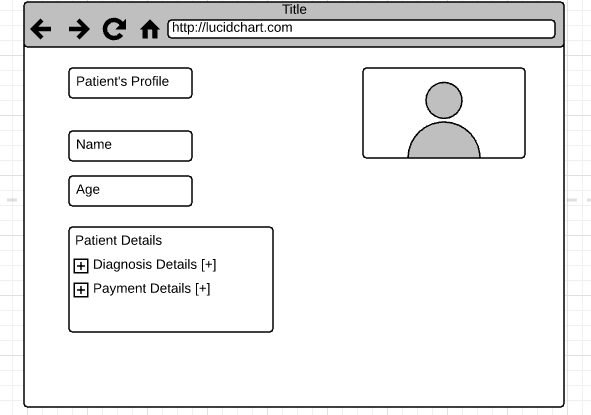 Title
http://lucidchart.com
Patient's Profile
Name
Age
Patient Details
Diagnosis Details [+]
Payment Details [+]